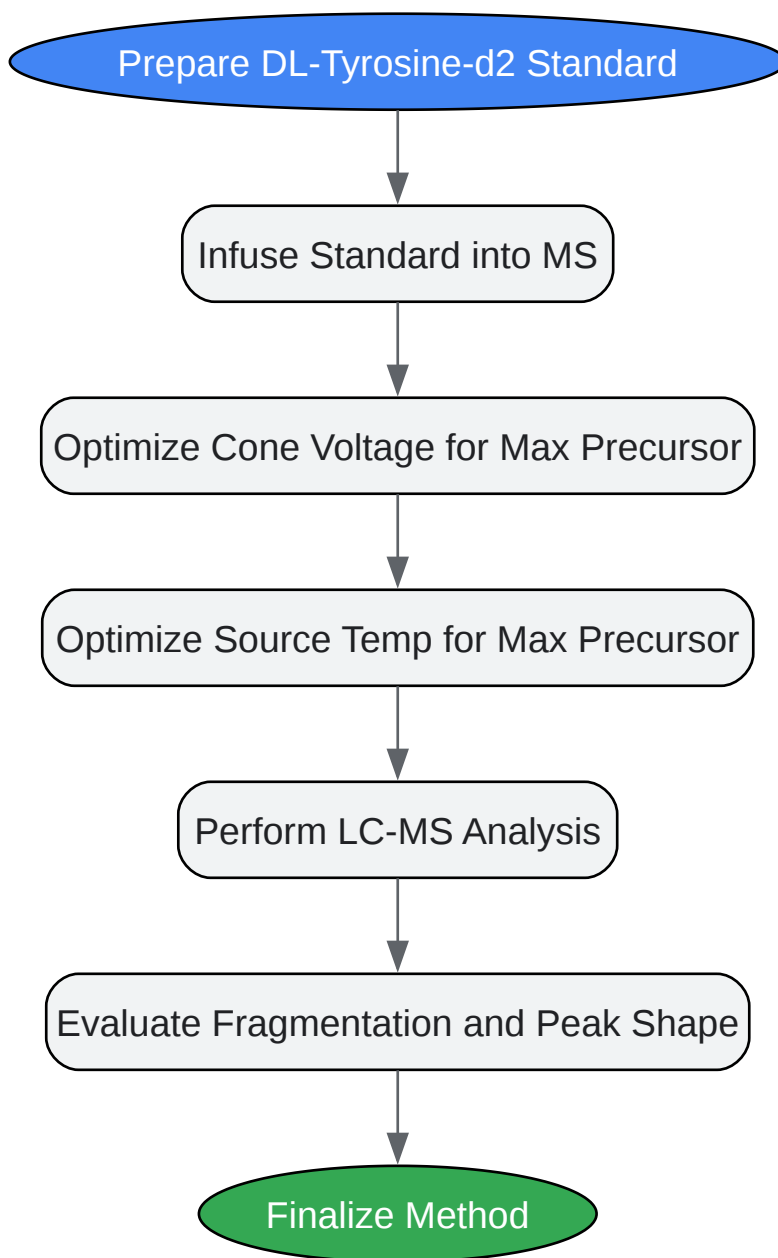 Prepare DL-Tyrosine-d2 Standard
Infuse Standard into MS
Optimize Cone Voltage for Max Precursor
Optimize Source Temp for Max Precursor
Perform LC-MS Analysis
Evaluate Fragmentation and Peak Shape
Finalize Method